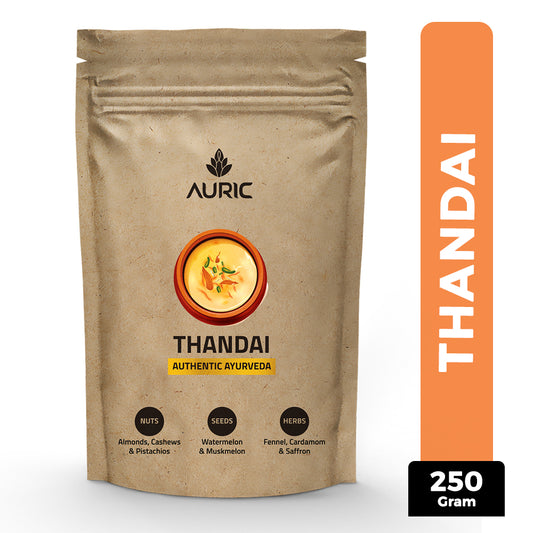 AURIC
THANDAI
AUTHENTIC AYURVEDA
NUTS
Almonds, Cashews
& Pistachios
SEEDS
Watermelon
& Muskmelon
HERBS
Fennel, Cardamom
& Saffron
THANDAI
250
Gram